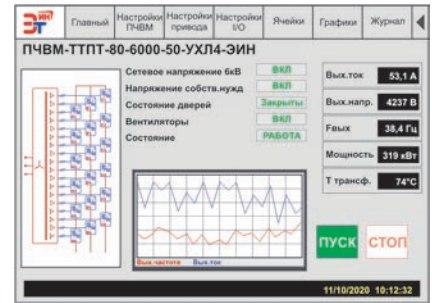 ЭИН
ЭТ
Главный
Настройки ПЧВМ
Настройки привода
Настройки I/O
Ячейки
Графики
Журнал
ПЧВМ-ТТПТ-80-6000-50-УХЛ4-ЭИН
Сетевое напряжение 6кВ ВКЛ
Напряжение собств.нужд ВКЛ
Состояние дверей Закрыты
Вентиляторы ВКЛ
Состояние РАБОТА
Вых.ток 53,1 А
Вых.напр. 4237 В
Fвых 38,4 Гц
Мощность 319 кВт
Т трансф. 74°С
Вых.частота Вых.ток
ПУСК
СТОП
11/10/2020 10:12:32